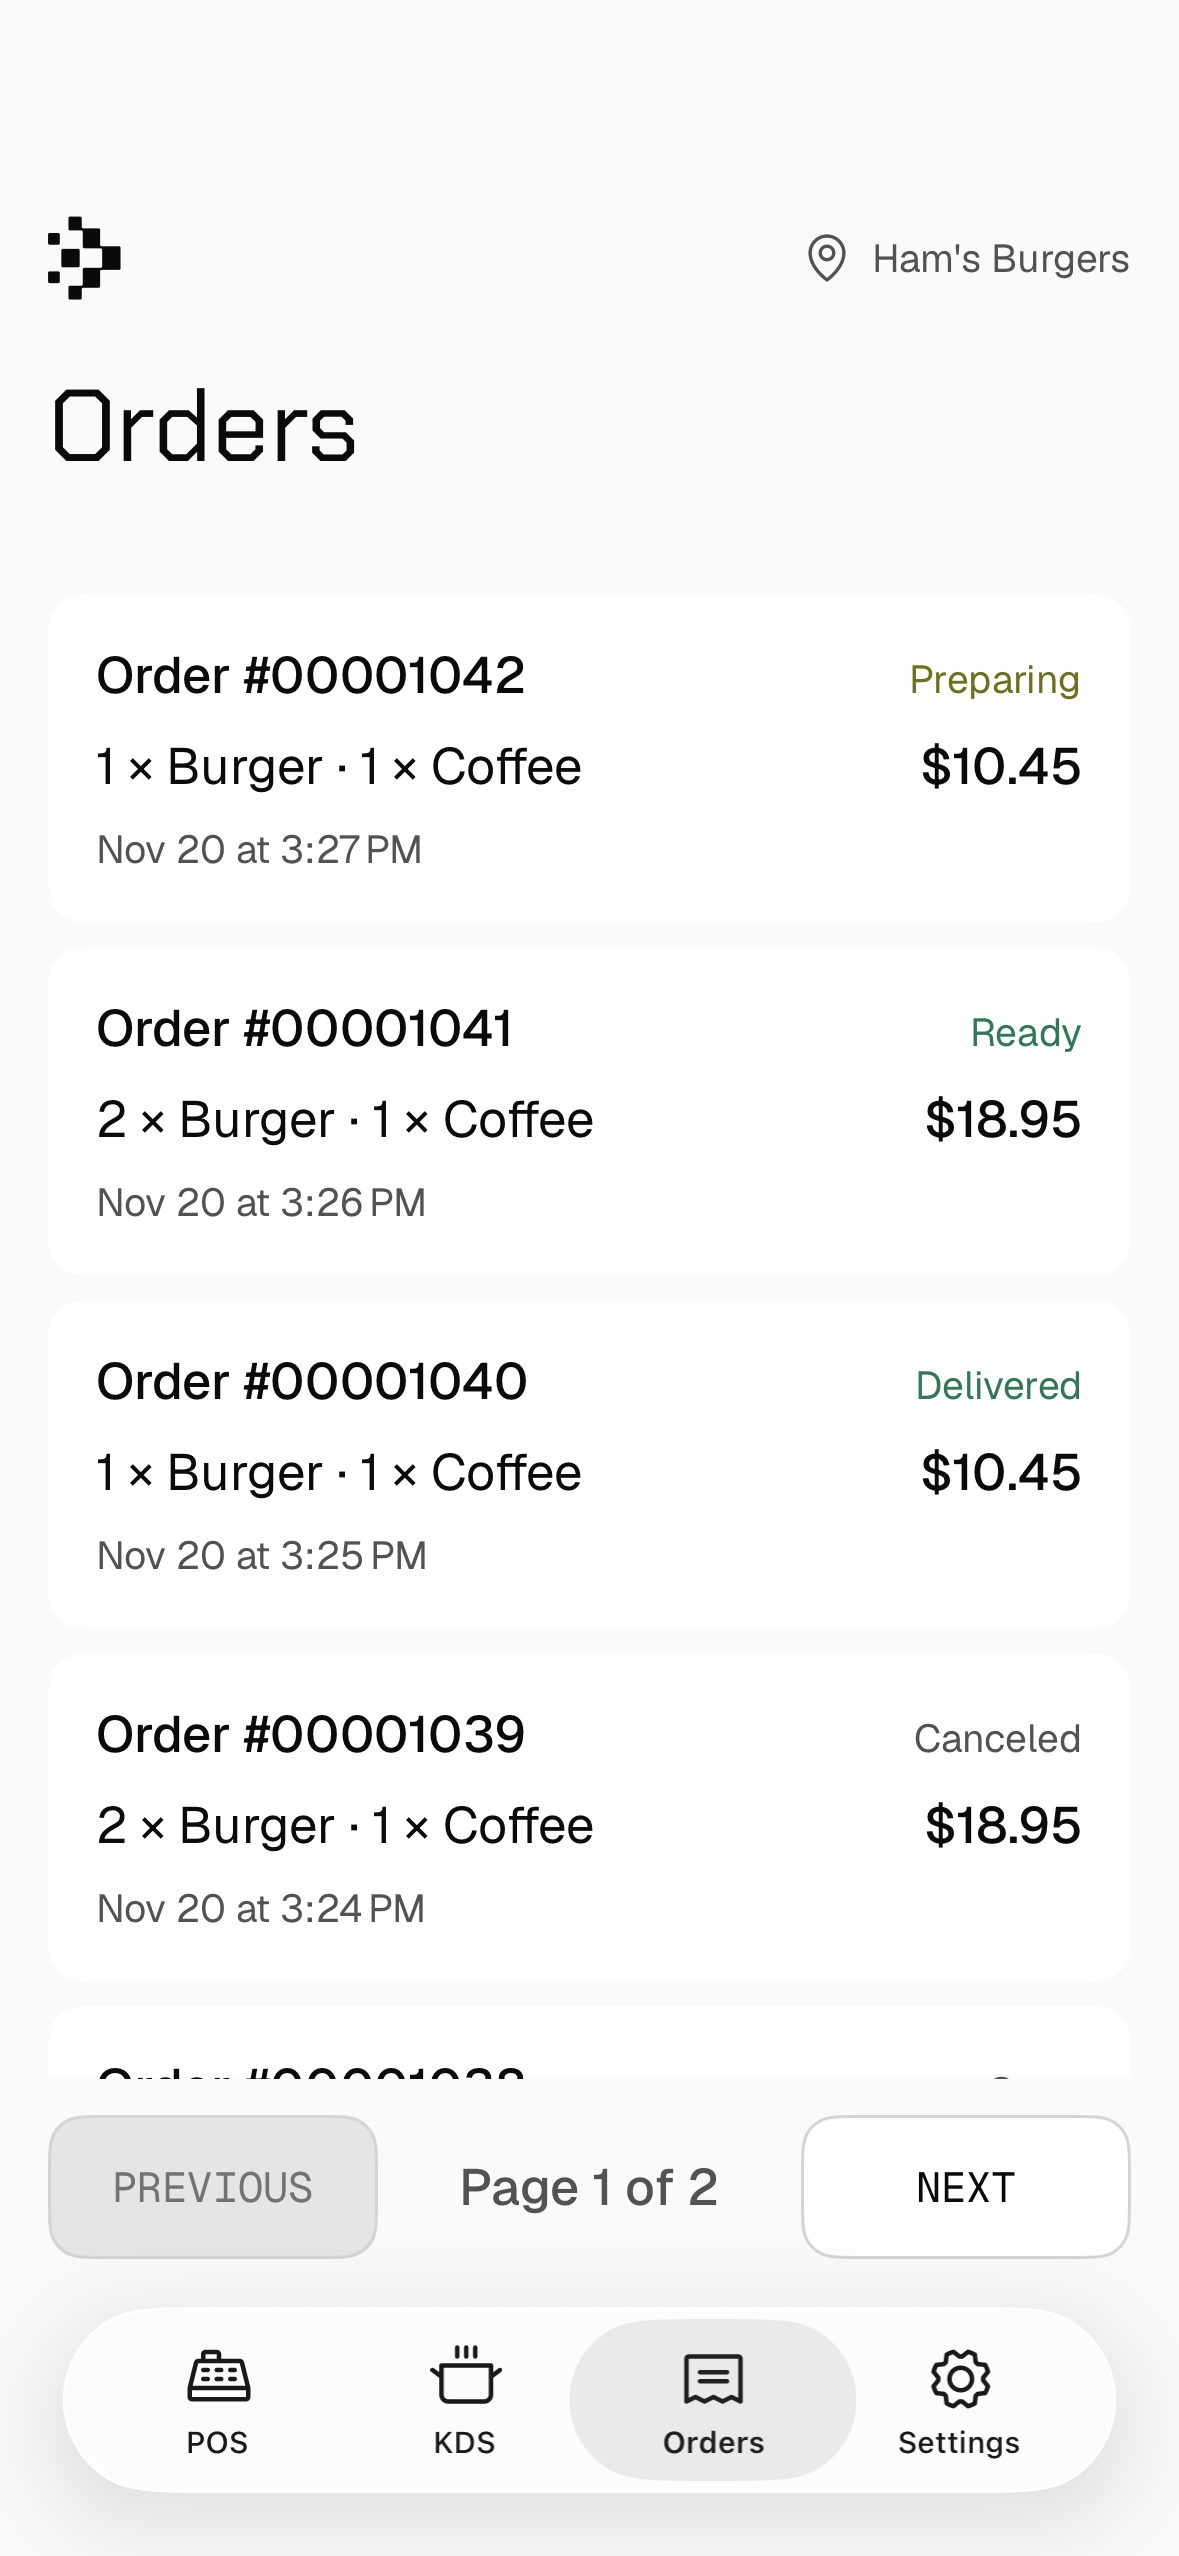 Ham's Burgers
Orders
Order #00001042
Preparing
1 × Burger · 1 × Coffee
$10.45
Nov 20 at 3:27 PM
Order #00001041
Ready
2 × Burger · 1 × Coffee
$18.95
Nov 20 at 3:26 PM
Order #00001040
Delivered
1 × Burger · 1 × Coffee
$10.45
Nov 20 at 3:25 PM
Order #00001039
Canceled
2 × Burger · 1 × Coffee
$18.95
Nov 20 at 3:24 PM
Order #00001038
PREVIOUS
Page 1 of 2
NEXT
POS
KDS
Orders
Settings